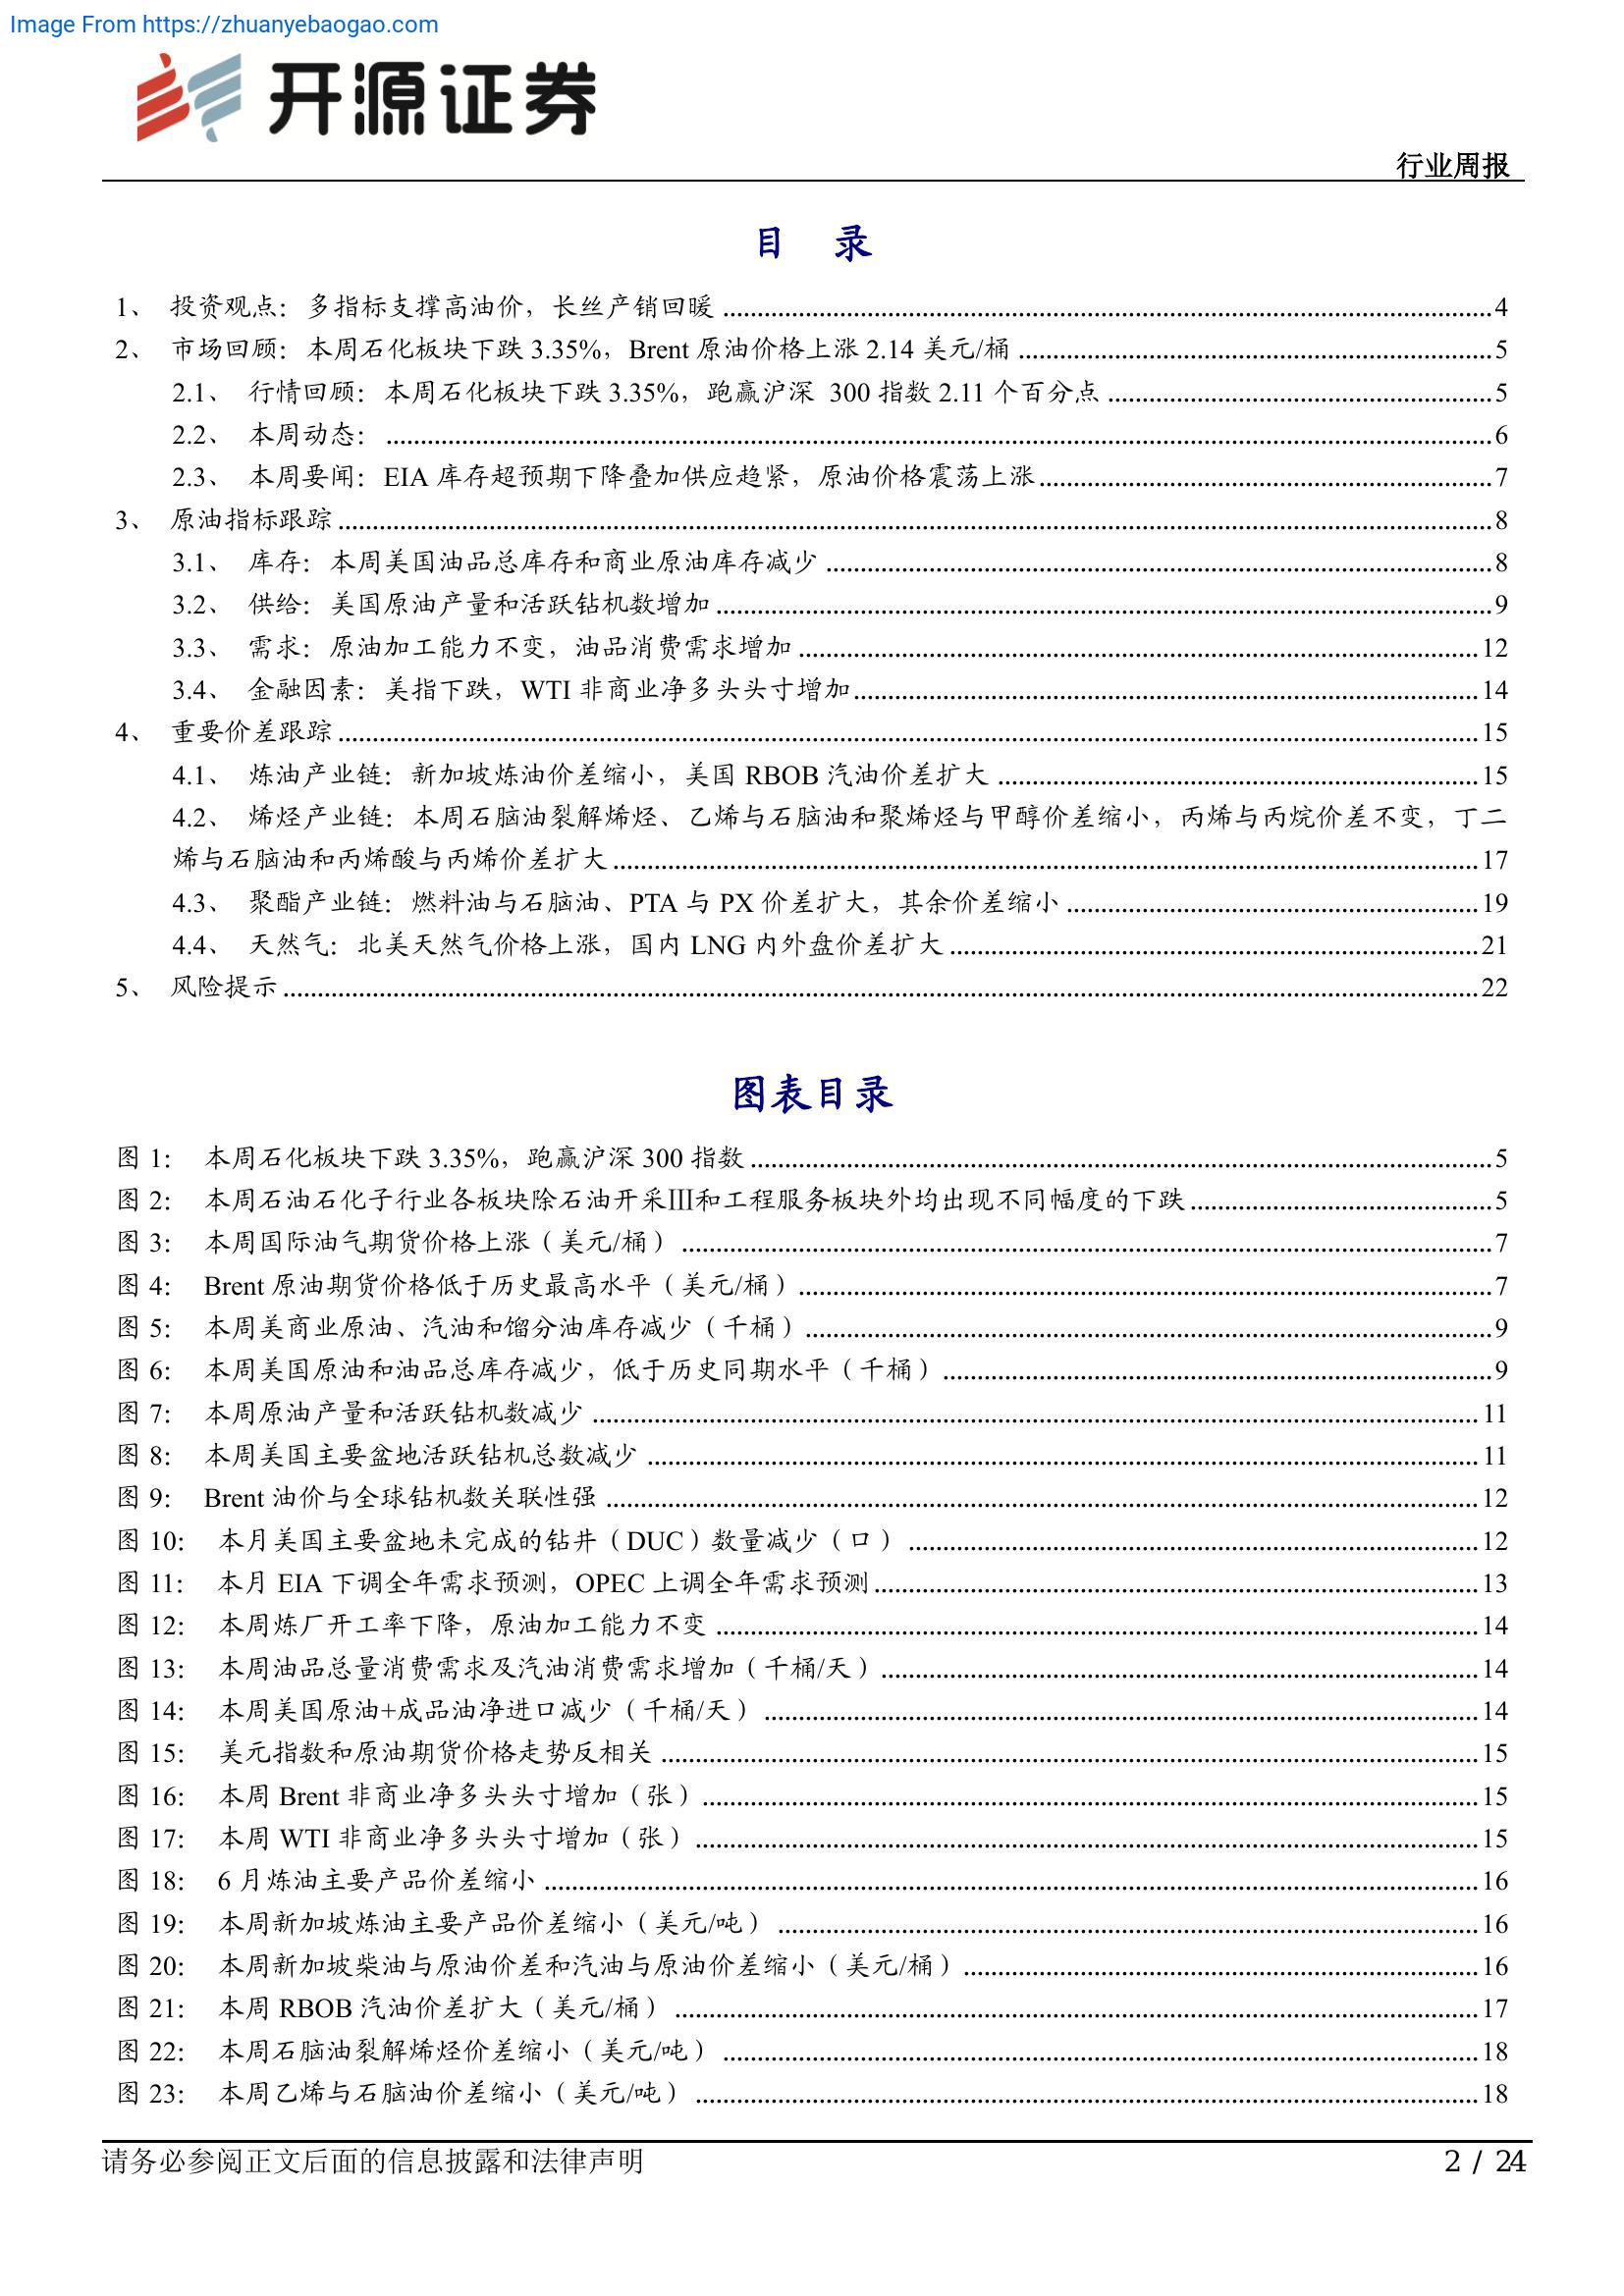 Image From https://zhuanyebaogao.com
开源证券
行业周报
目 录
1、 投资观点：多指标支撑高油价，长丝产销回暖 4
2、 市场回顾：本周石化板块下跌 3.35%，Brent 原油价格上涨 2.14 美元/桶 5
2.1、 行情回顾：本周石化板块下跌 3.35%，跑赢沪深 300 指数 2.11 个百分点 5
2.2、 本周动态： 6
2.3、 本周要闻：EIA 库存超预期下降叠加供应趋紧，原油价格震荡上涨 7
3、 原油指标跟踪 8
3.1、 库存：本周美国油品总库存和商业原油库存减少 8
3.2、 供给：美国原油产量和活跃钻机数增加 9
3.3、 需求：原油加工能力不变，油品消费需求增加 12
3.4、 金融因素：美指下跌，WTI 非商业净多头头寸增加 14
4、 重要价差跟踪 15
4.1、 炼油产业链：新加坡炼油价差缩小，美国 RBOB 汽油价差扩大 15
4.2、 烯烃产业链：本周石脑油裂解烯烃、乙烯与石脑油和聚烯烃与甲醇价差缩小，丙烯与丙烷价差不变，丁二
烯与石脑油和丙烯酸与丙烯价差扩大 17
4.3、 聚酯产业链：燃料油与石脑油、PTA 与 PX 价差扩大，其余价差缩小 19
4.4、 天然气：北美天然气价格上涨，国内 LNG 内外盘价差扩大 21
5、 风险提示 22
图表目录
图 1： 本周石化板块下跌 3.35%，跑赢沪深 300 指数 5
图 2： 本周石油石化子行业各板块除石油开采Ⅲ和工程服务板块外均出现不同幅度的下跌 5
图 3： 本周国际油气期货价格上涨（美元/桶） 7
图 4： Brent 原油期货价格低于历史最高水平（美元/桶） 7
图 5： 本周美商业原油、汽油和馏分油库存减少（千桶） 9
图 6： 本周美国原油和油品总库存减少，低于历史同期水平（千桶） 9
图 7： 本周原油产量和活跃钻机数减少 11
图 8： 本周美国主要盆地活跃钻机总数减少 11
图 9： Brent 油价与全球钻机数关联性强 12
图 10： 本月美国主要盆地未完成的钻井（DUC）数量减少（口） 12
图 11： 本月 EIA 下调全年需求预测，OPEC 上调全年需求预测 13
图 12： 本周炼厂开工率下降，原油加工能力不变 14
图 13： 本周油品总量消费需求及汽油消费需求增加（千桶/天） 14
图 14： 本周美国原油+成品油净进口减少（千桶/天） 14
图 15： 美元指数和原油期货价格走势反相关 15
图 16： 本周 Brent 非商业净多头头寸增加（张） 15
图 17： 本周 WTI 非商业净多头头寸增加（张） 15
图 18： 6 月炼油主要产品价差缩小 16
图 19： 本周新加坡炼油主要产品价差缩小（美元/吨） 16
图 20： 本周新加坡柴油与原油价差和汽油与原油价差缩小（美元/桶） 16
图 21： 本周 RBOB 汽油价差扩大（美元/桶） 17
图 22： 本周石脑油裂解烯烃价差缩小（美元/吨） 18
图 23： 本周乙烯与石脑油价差缩小（美元/吨） 18
请务必参阅正文后面的信息披露和法律声明 2 / 24